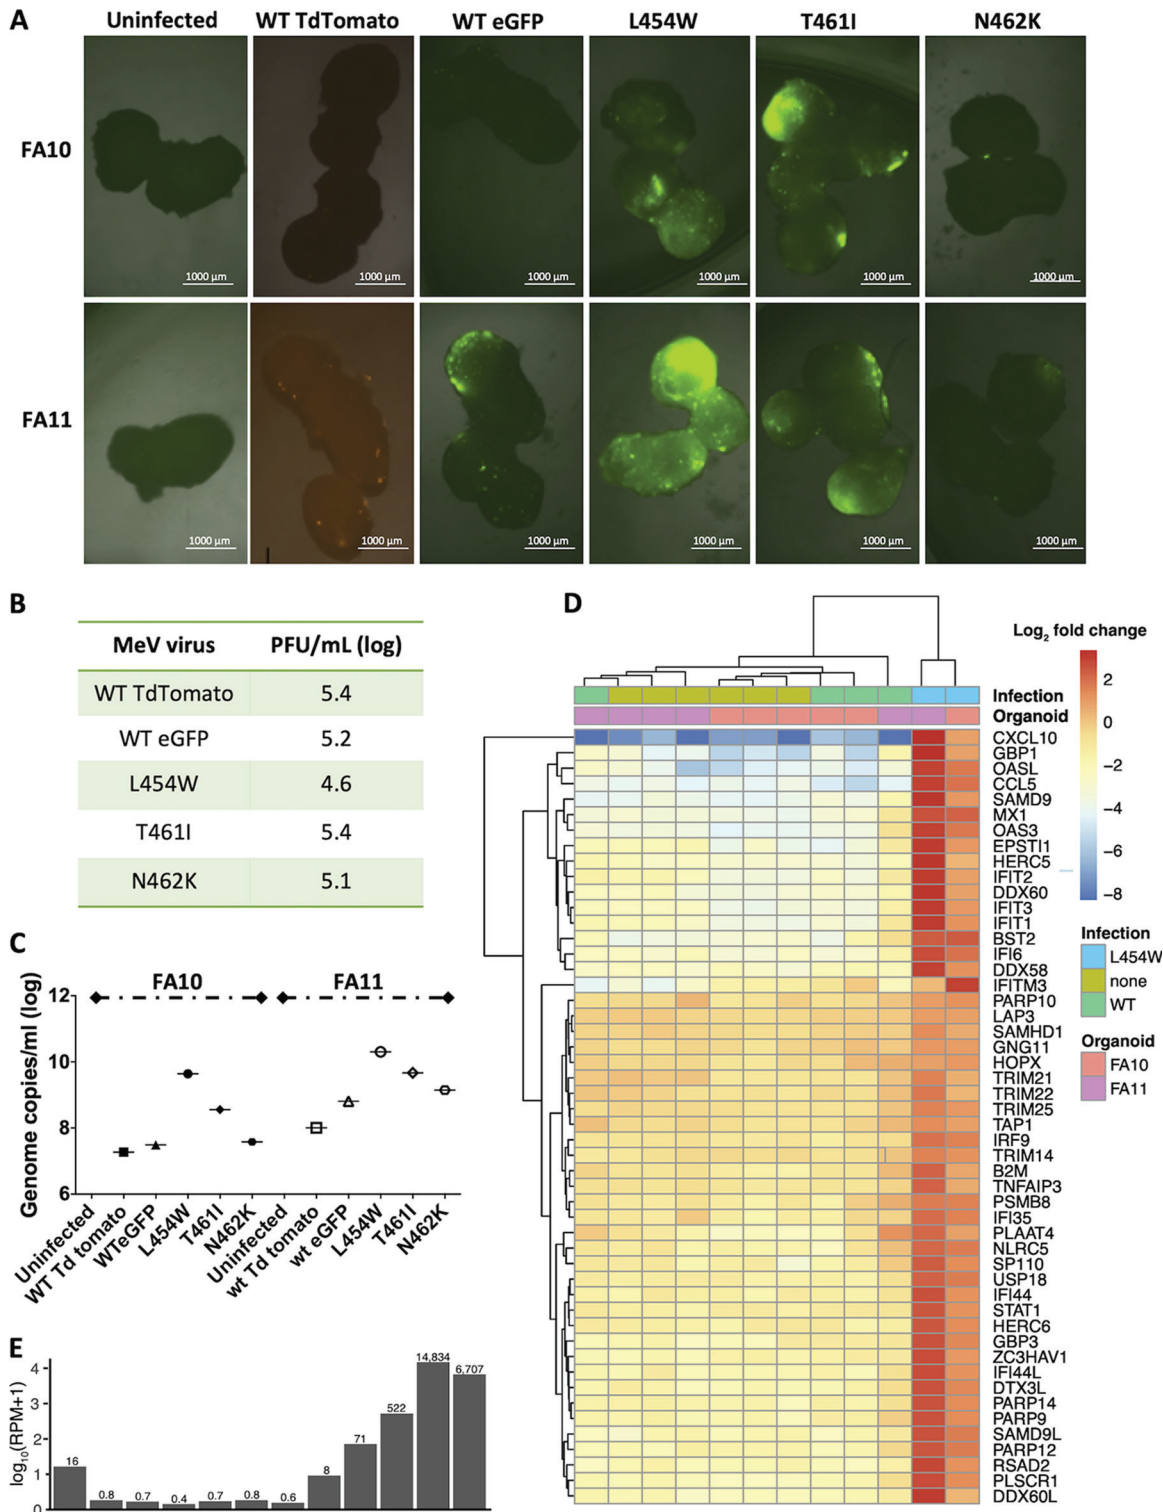 A
Uninfected WT TdTomato WT eGFP L454W T461I N462K
FA10
1000 µm 1000 µm 1000 µm 1000 µm 1000 µm 1000 µm
FA11
1000 µm 1000 µm 1000 µm 1000 µm 1000 µm 1000 µm
B
MeV virus PFU/mL (log)
WT TdTomato 5.4
WT eGFP 5.2
L454W 4.6
T461I 5.4
N462K 5.1
C
FA10 FA11
Genome copies/ml (log)
12
10
8
6
Uninfected
WT Td tomato
WTeGFP
L454W
T461I
N462K
Uninfected
wt Td tomato
wt eGFP
L454W
T461I
N462K
D
Log2 fold change
2
0
−2
−4
−6
−8
Infection
Organoid
CXCL10
GBP1
OASL
CCL5
SAMD9
MX1
OAS3
EPSTI1
HERC5
IFIT2
DDX60
IFIT3
IFIT1
BST2
IFI6
DDX58
IFITM3
PARP10
LAP3
SAMHD1
GNG11
HOPX
TRIM21
TRIM22
TRIM25
TAP1
IRF9
TRIM14
B2M
TNFAIP3
PSMB8
IFI35
PLAAT4
NLRC5
SP110
USP18
IFI44
STAT1
HERC6
GBP3
ZC3HAV1
IFI44L
DTX3L
PARP14
PARP9
SAMD9L
PARP12
RSAD2
PLSCR1
DDX60L
Infection
L454W
none
WT
Organoid
FA10
FA11
E
log10(RPM+1)
4
3
2
1
0
16 0.8 0.7 0.4 0.7 0.8 0.6 8 71 522 14,834 6,707